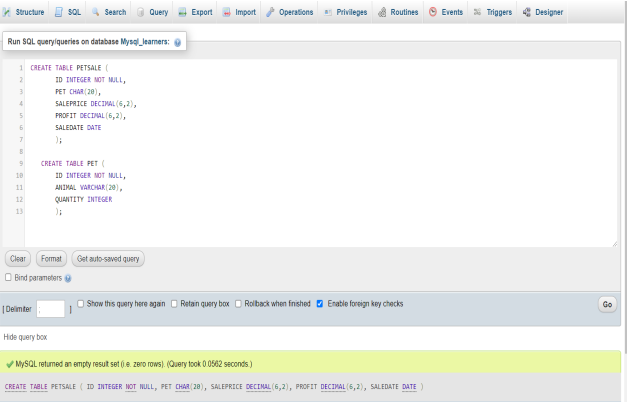 Structure SQL Search Query Export Import Operations Privileges Routines Events Triggers Designer
Run SQL query/queries on database Mysql_learners:
1 CREATE TABLE PETSALE (
2 ID INTEGER NOT NULL,
3 PET CHAR(20),
4 SALEPRICE DECIMAL(6,2),
5 PROFIT DECIMAL(6,2),
6 SALEDATE DATE
7 );
8
9 CREATE TABLE PET (
10 ID INTEGER NOT NULL,
11 ANIMAL VARCHAR(20),
12 QUANTITY INTEGER
13 );
Clear Format Get auto-saved query
Bind parameters
[ Delimiter ; ] Show this query here again Retain query box Rollback when finished Enable foreign key checks Go
Hide query box
MySQL returned an empty result set (i.e. zero rows). (Query took 0.0562 seconds.)
CREATE TABLE PETSALE ( ID INTEGER NOT NULL, PET CHAR(20), SALEPRICE DECIMAL(6,2), PROFIT DECIMAL(6,2), SALEDATE DATE )